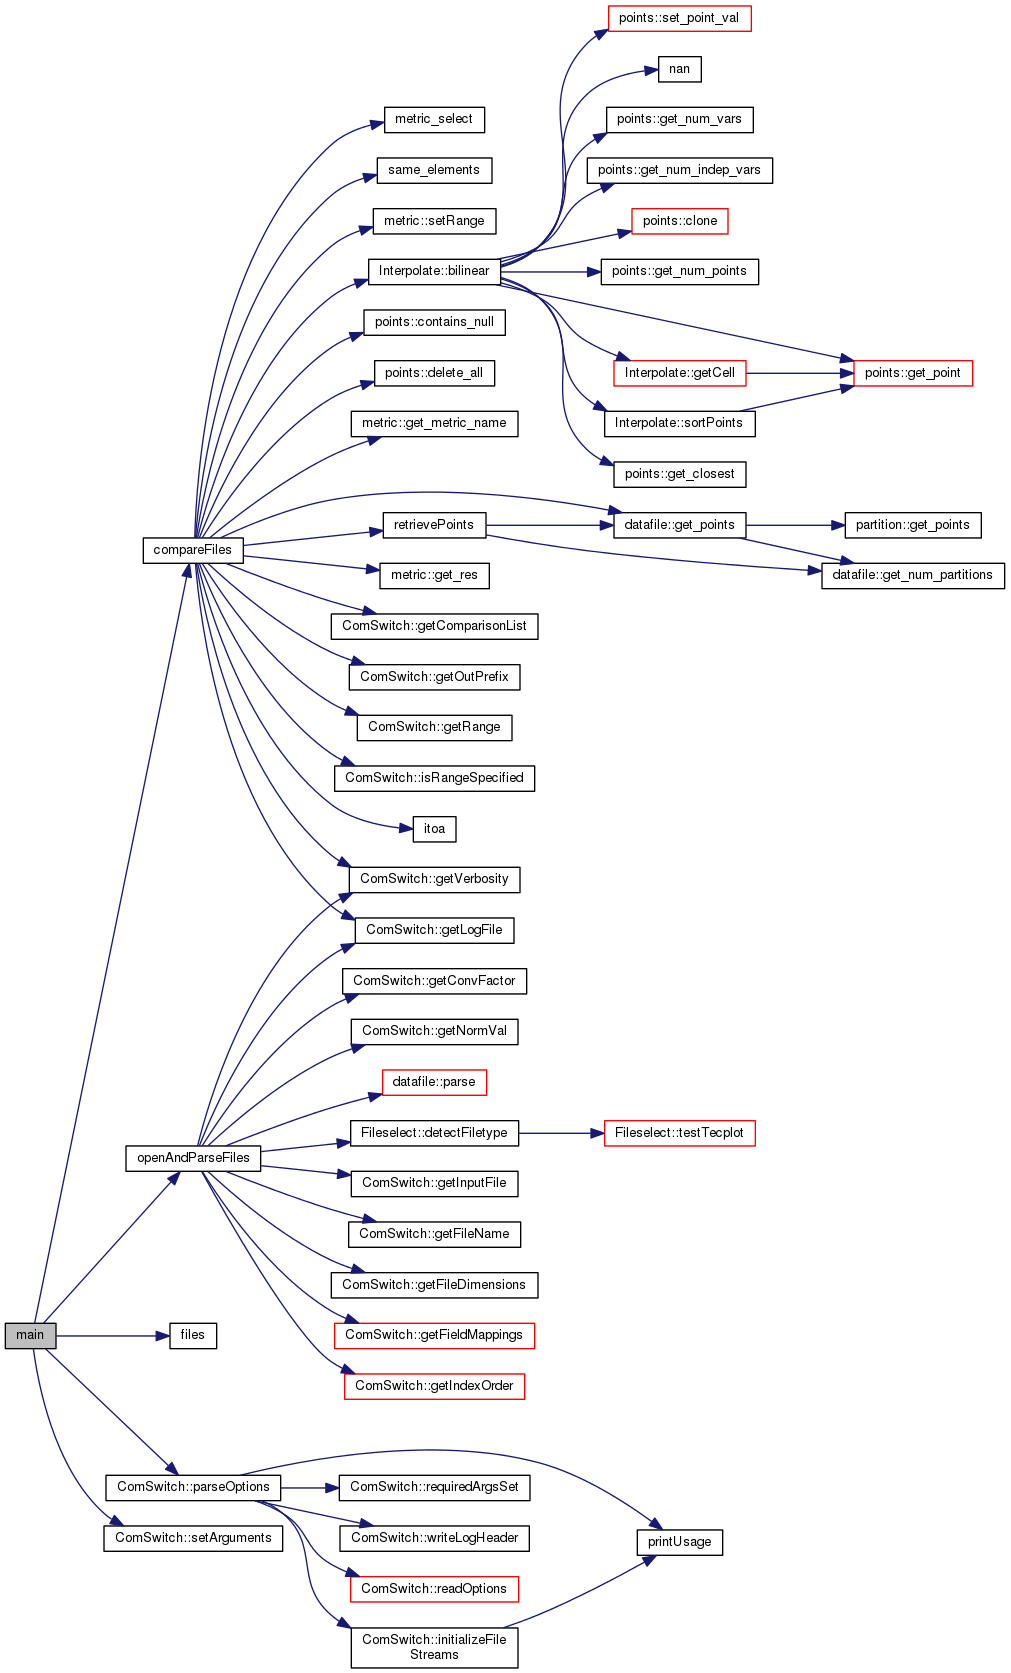 points::set_point_val
nan
metric_select
points::get_num_vars
same_elements
points::get_num_indep_vars
metric::setRange
points::clone
Interpolate::bilinear
points::get_num_points
points::contains_null
points::delete_all
Interpolate::getCell
points::get_point
metric::get_metric_name
Interpolate::sortPoints
points::get_closest
retrievePoints
datafile::get_points
partition::get_points
compareFiles
metric::get_res
datafile::get_num_partitions
ComSwitch::getComparisonList
ComSwitch::getOutPrefix
ComSwitch::getRange
ComSwitch::isRangeSpecified
itoa
ComSwitch::getVerbosity
ComSwitch::getLogFile
ComSwitch::getConvFactor
ComSwitch::getNormVal
datafile::parse
Fileselect::detectFiletype
Fileselect::testTecplot
openAndParseFiles
ComSwitch::getInputFile
ComSwitch::getFileName
ComSwitch::getFileDimensions
main
files
ComSwitch::getFieldMappings
ComSwitch::getIndexOrder
ComSwitch::parseOptions
ComSwitch::requiredArgsSet
ComSwitch::setArguments
ComSwitch::writeLogHeader
printUsage
ComSwitch::readOptions
ComSwitch::initializeFile
Streams